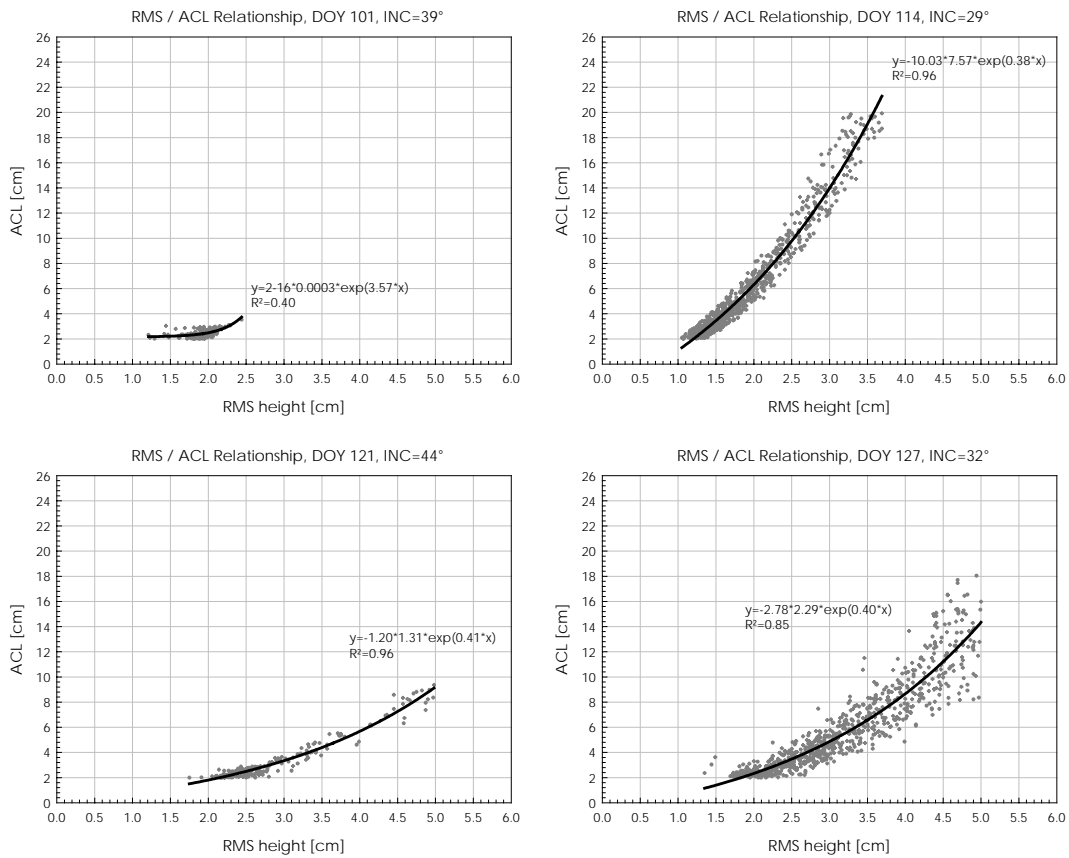 RMS / ACL Relationship, DOY 101, INC=39°
26
24
22
20
18
16
14
12
10
8
6
4
2
0
ACL [cm]
y=2-16*0.0003*exp(3.57*x)
R²=0.40
0.0 0.5 1.0 1.5 2.0 2.5 3.0 3.5 4.0 4.5 5.0 5.5 6.0
RMS height [cm]
RMS / ACL Relationship, DOY 114, INC=29°
26
24
22
20
18
16
14
12
10
8
6
4
2
0
ACL [cm]
y=-10.03*7.57*exp(0.38*x)
R²=0.96
0.0 0.5 1.0 1.5 2.0 2.5 3.0 3.5 4.0 4.5 5.0 5.5 6.0
RMS height [cm]
RMS / ACL Relationship, DOY 121, INC=44°
26
24
22
20
18
16
14
12
10
8
6
4
2
0
ACL [cm]
y=-1.20*1.31*exp(0.41*x)
R²=0.96
0.0 0.5 1.0 1.5 2.0 2.5 3.0 3.5 4.0 4.5 5.0 5.5 6.0
RMS height [cm]
RMS / ACL Relationship, DOY 127, INC=32°
26
24
22
20
18
16
14
12
10
8
6
4
2
0
ACL [cm]
y=-2.78*2.29*exp(0.40*x)
R²=0.85
0.0 0.5 1.0 1.5 2.0 2.5 3.0 3.5 4.0 4.5 5.0 5.5 6.0
RMS height [cm]